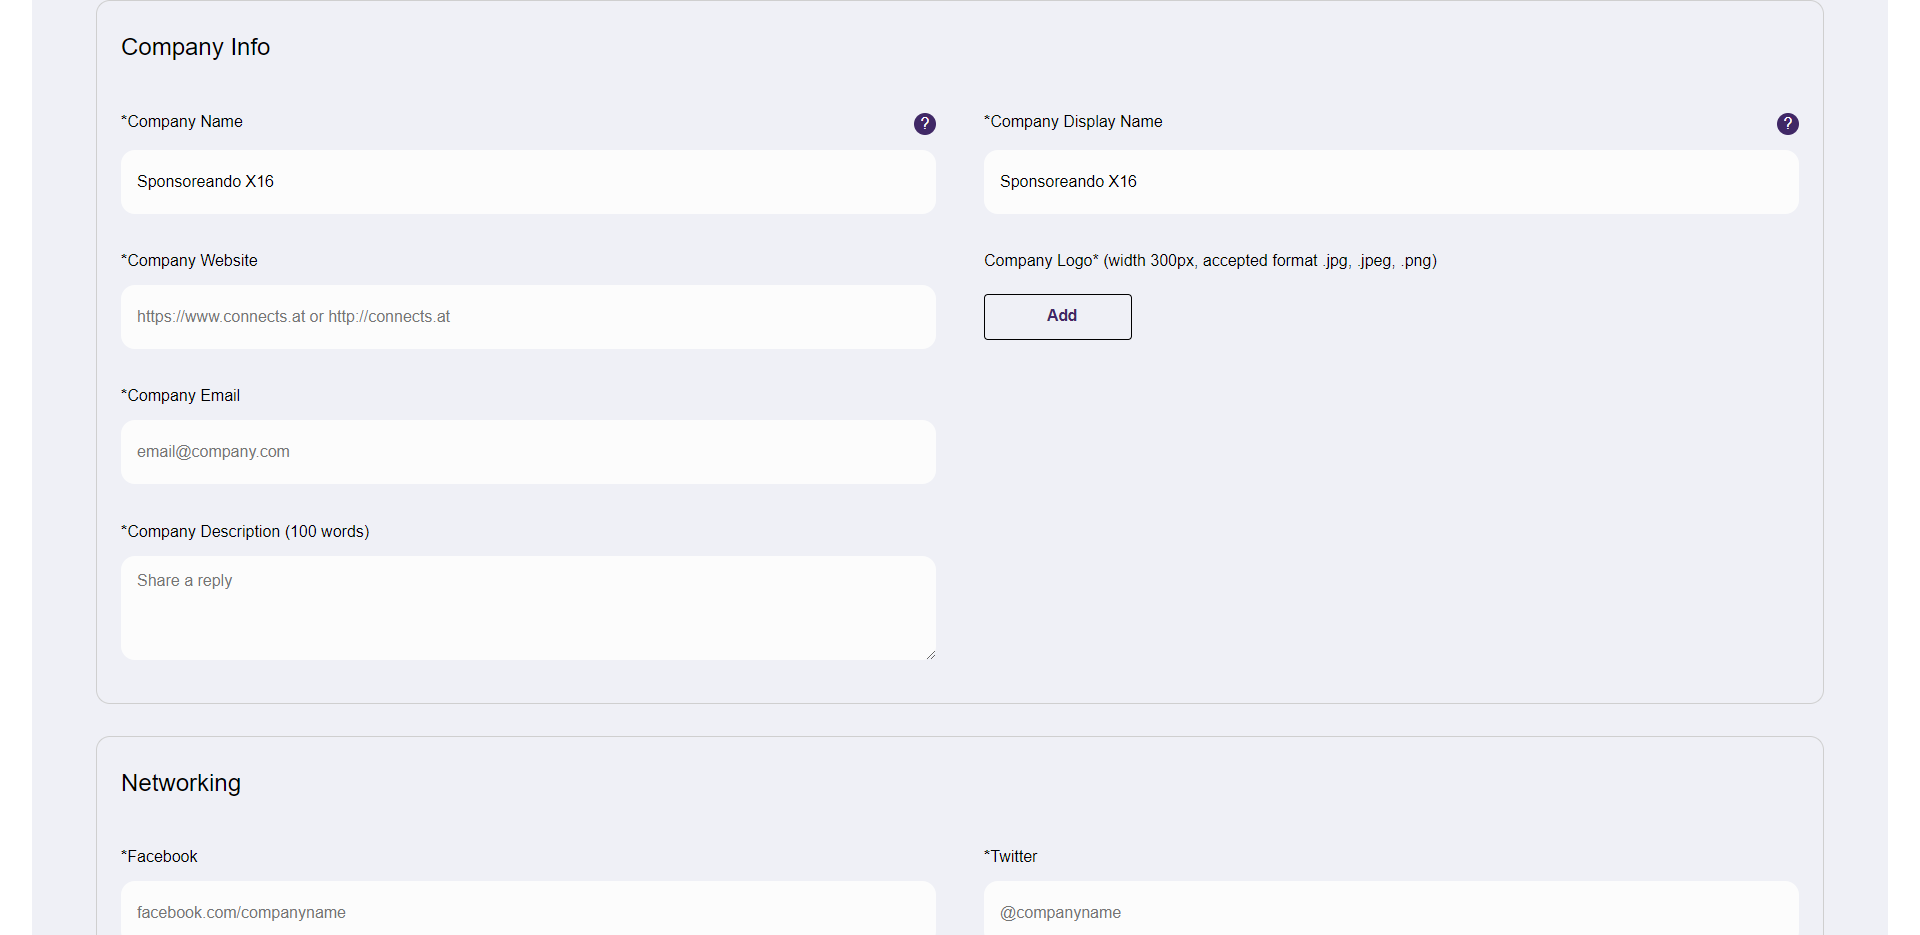 Company Info
*Company Name
?
*Company Display Name
?
Sponsoreando X16
Sponsoreando X16
*Company Website
Company Logo* (width 300px, accepted format .jpg, .jpeg, .png)
https://www.connects.at or http://connects.at
Add
*Company Email
email@company.com
*Company Description (100 words)
Share a reply
Networking
*Facebook
*Twitter
facebook.com/companyname
@companyname